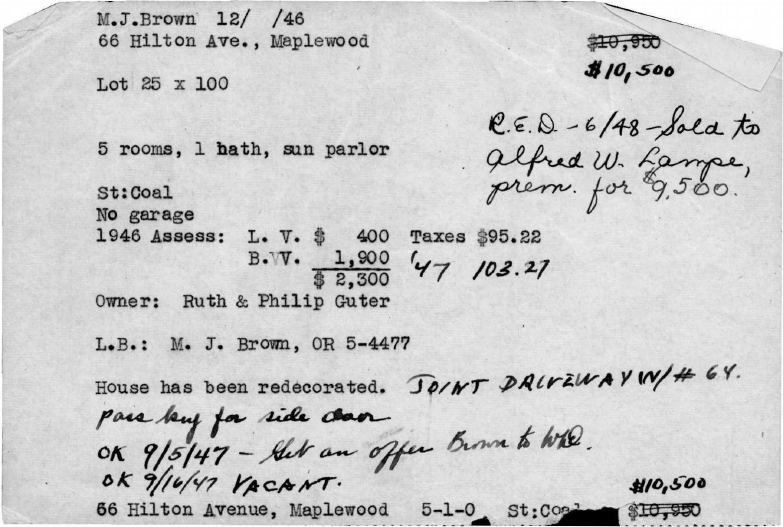 M.J.Brown 12/ /46
66 Hilton Ave., Maplewood $10,950
$10,500
Lot 25 x 100
R.E.D. - 6/48 - Sold to
5 rooms, 1 bath, sun parlor Alfred W. Lampe,
prem. for $9,500.
St:Coal
No garage
1946 Assess: L. V. $ 400 Taxes $95.22
B. V. 1,900 '47 103.27
$ 2,300
Owner: Ruth & Philip Guter
L.B.: M. J. Brown, OR 5-4477
House has been redecorated. JOINT DRIVEWAY W/# 64.
Pass key for side door
OK 9/5/47 - Get an offer Brown to
OK 9/16/47 VACANT.
$10,500
66 Hilton Avenue, Maplewood 5-1-0 St:Coal $10,950